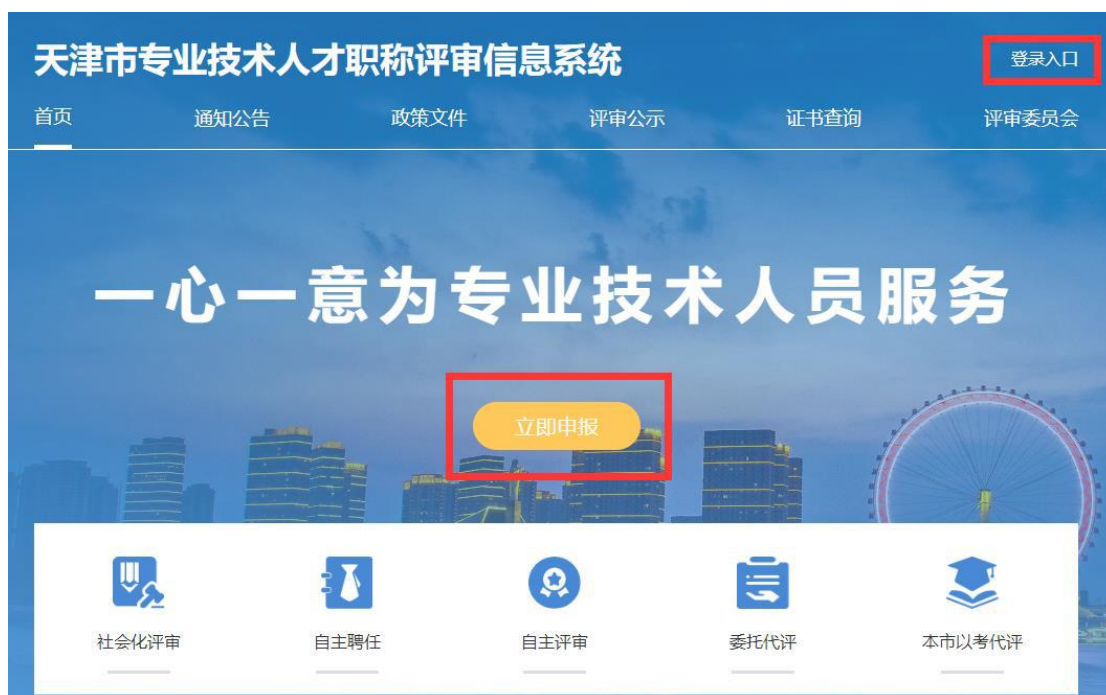 天津市专业技术人才职称评审信息系统
登录入口
首页 通知公告 政策文件 评审公示 证书查询 评审委员会
一心一意为专业技术人员服务
立即申报
社会化评审 自主聘任 自主评审 委托代评 本市以考代评